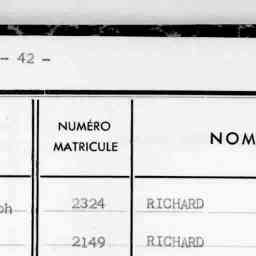 - 42 -
NUMÉRO MATRICULE NOM
2324 RICHARD
2149 RICHARD